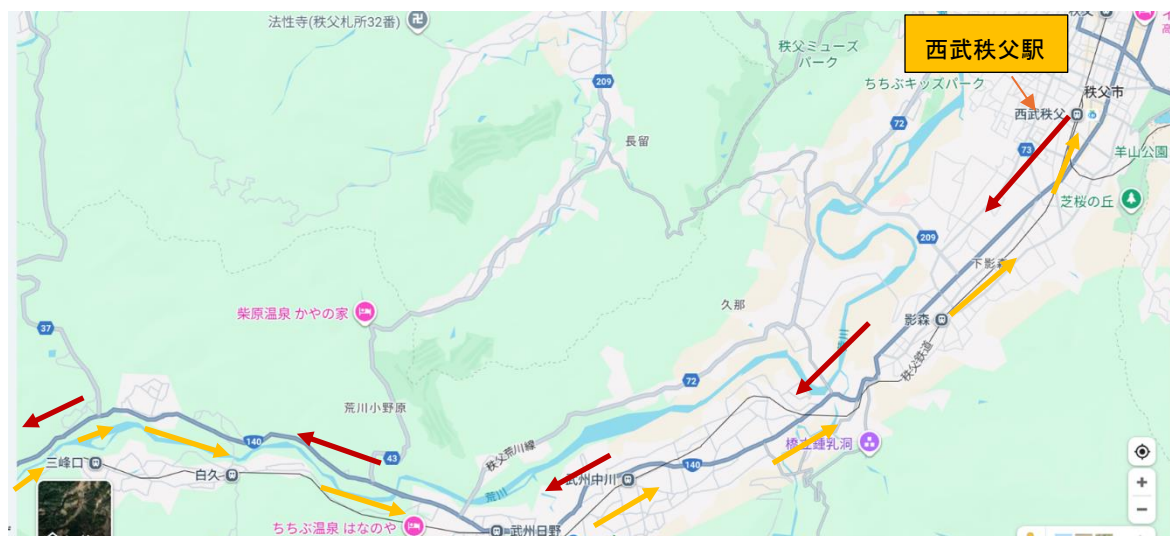 法性寺(秩父札所32番)
西武秩父駅
秩父ミューズ
パーク
ちちぶキッズパーク
209
72
長留
秩父市
西武秩父
73
羊山公園
芝桜の丘
209
下影森
久那
影森
秩父鉄道
柴原温泉 かやの家
37
72
荒川小野原
橋立鍾乳洞
140
43
秩父荒川線
三峰口
白久
荒川
武州中川
140
ちちぶ温泉 はなのや
武州日野